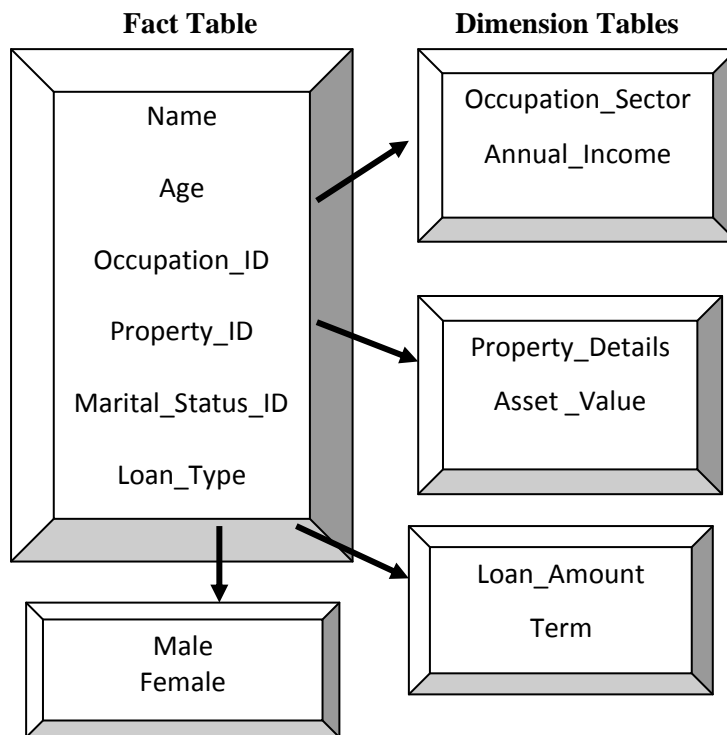 Fact Table
Dimension Tables
Name
Age
Occupation_ID
Property_ID
Marital_Status_ID
Loan_Type
Occupation_Sector
Annual_Income
Property_Details
Asset _Value
Loan_Amount
Term
Male
Female